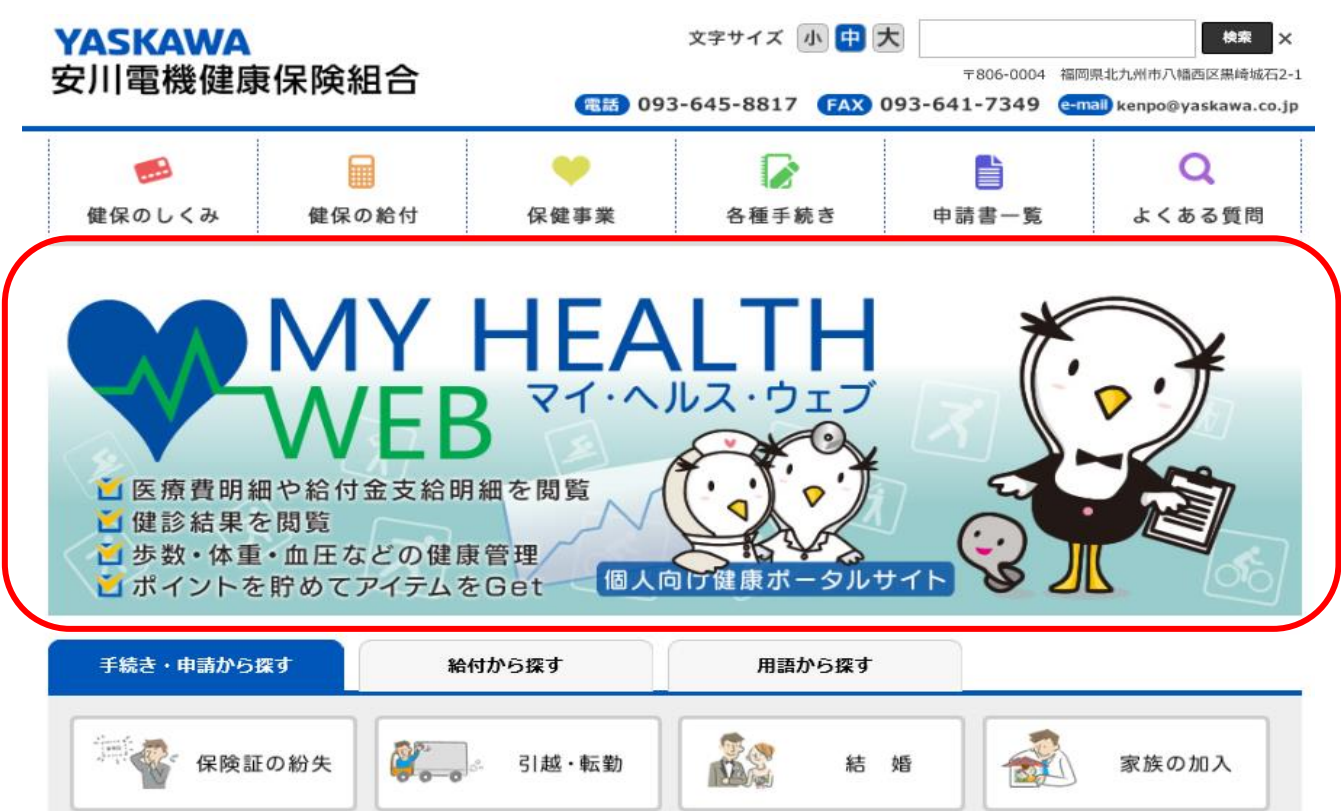 YASKAWA
安川電機健康保険組合
文字サイズ 小 中 大 検索 ×
〒806-0004 福岡県北九州市八幡西区黒崎城石2-1
電話 093-645-8817 FAX 093-641-7349 e-mail kenpo@yaskawa.co.jp
健保のしくみ 健保の給付 保健事業 各種手続き 申請書一覧 よくある質問
MY HEALTH
WEB マイ・ヘルス・ウェブ
医療費明細や給付金支給明細を閲覧
健診結果を閲覧
歩数・体重・血圧などの健康管理
ポイントを貯めてアイテムをGet
個人向け健康ポータルサイト
手続き・申請から探す 給付から探す 用語から探す
保険証の紛失 引越・転勤 結 婚 家族の加入